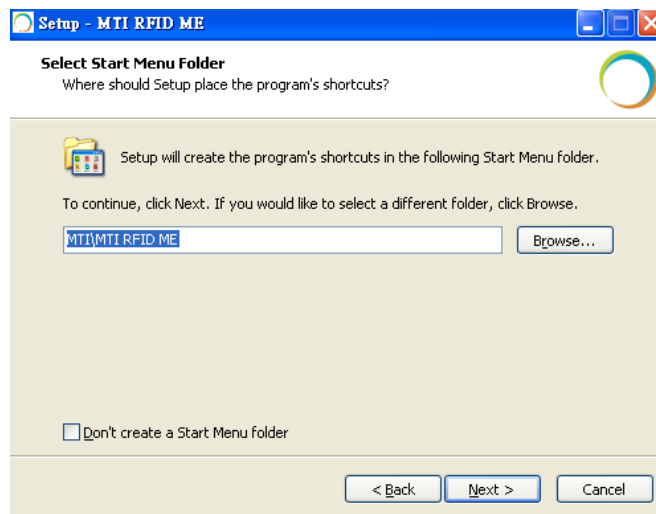 Setup - MTI RFID ME
Select Start Menu Folder
Where should Setup place the program's shortcuts?
Setup will create the program's shortcuts in the following Start Menu folder.
To continue, click Next. If you would like to select a different folder, click Browse.
MTI\MTI RFID ME
Browse...
Don't create a Start Menu folder
< Back
Next >
Cancel